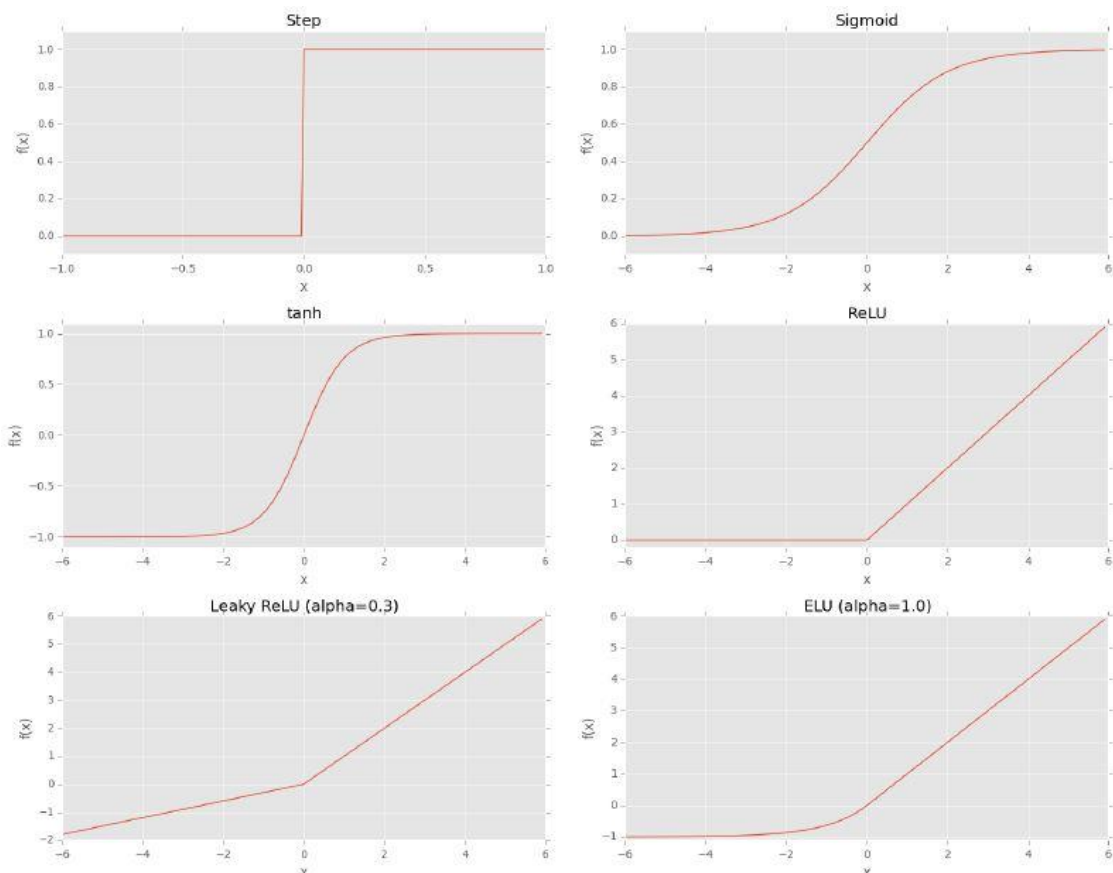 Step
1.0
0.8
0.6
0.4
0.2
0.0
f(x)
−1.0 −0.5 0.0 0.5 1.0
x
Sigmoid
1.0
0.8
0.6
0.4
0.2
0.0
f(x)
−6 −4 −2 0 2 4 6
x
tanh
1.0
0.5
0.0
−0.5
−1.0
f(x)
−6 −4 −2 0 2 4 6
x
ReLU
6
5
4
3
2
1
0
f(x)
−6 −4 −2 0 2 4 6
x
Leaky ReLU (alpha=0.3)
6
5
4
3
2
1
0
−1
−2
f(x)
−6 −4 −2 0 2 4 6
x
ELU (alpha=1.0)
6
5
4
3
2
1
0
−1
f(x)
−6 −4 −2 0 2 4 6
x